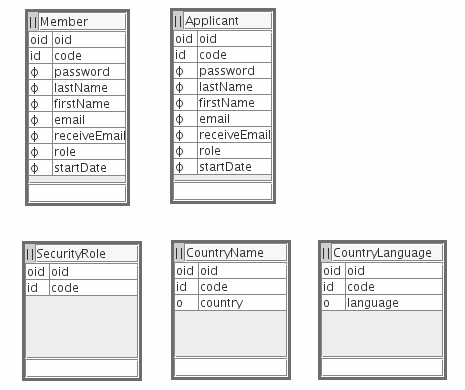 Member
oid oid
id code
ϕ password
ϕ lastName
ϕ firstName
ϕ email
ϕ receiveEmail
ϕ role
ϕ startDate
Applicant
oid oid
id code
ϕ password
ϕ lastName
ϕ firstName
ϕ email
ϕ receiveEmail
ϕ role
ϕ startDate
SecurityRole
oid oid
id code
CountryName
oid oid
id code
o country
CountryLanguage
oid oid
id code
o language